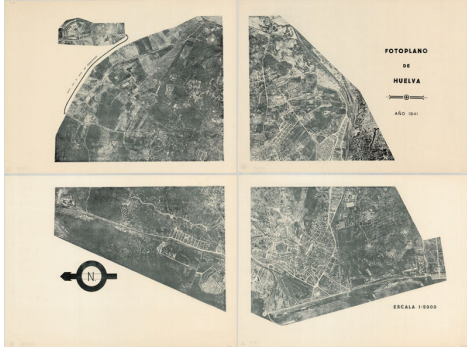 FOTOPLANO
DE
HUELVA
AÑO 1941
N.
ESCALA 1-5000